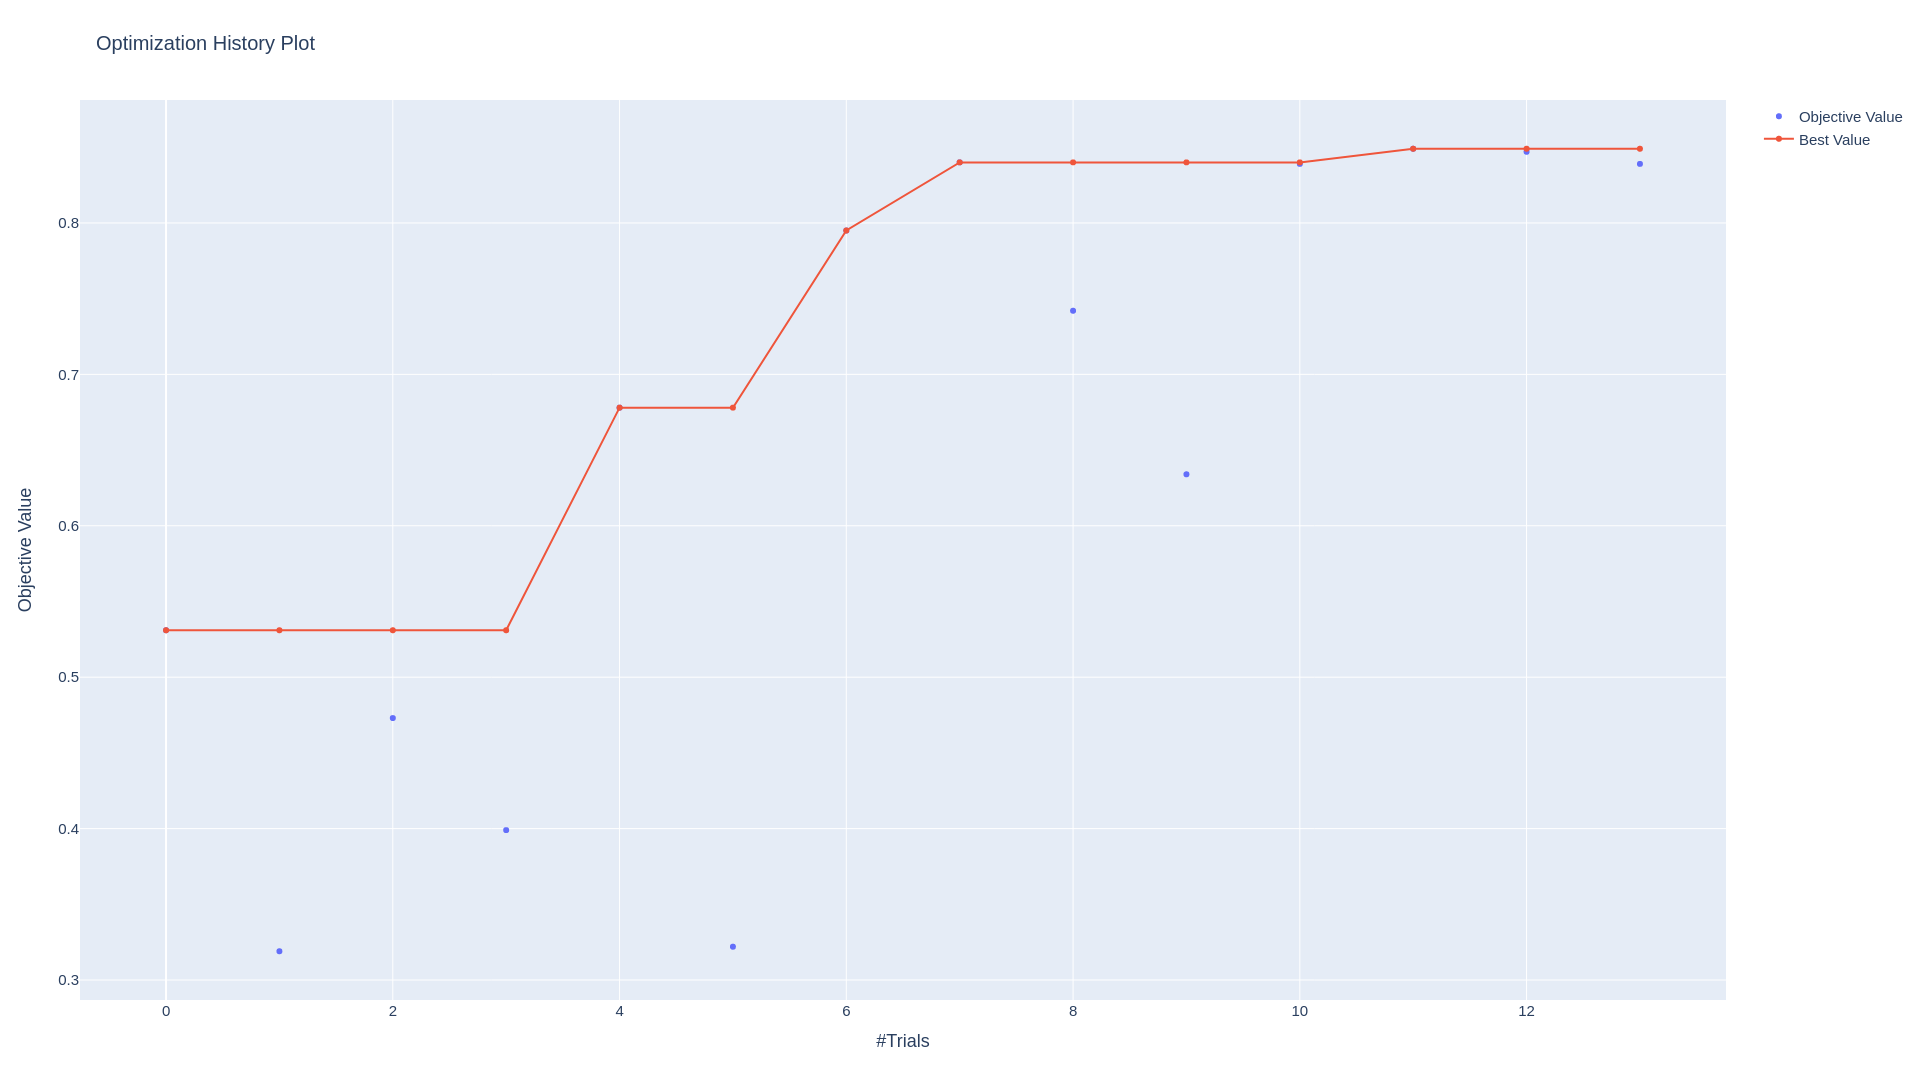 Optimization History Plot
Objective Value
Best Value
0.8
0.7
0.6
0.5
0.4
0.3
Objective Value
0 2 4 6 8 10 12
#Trials